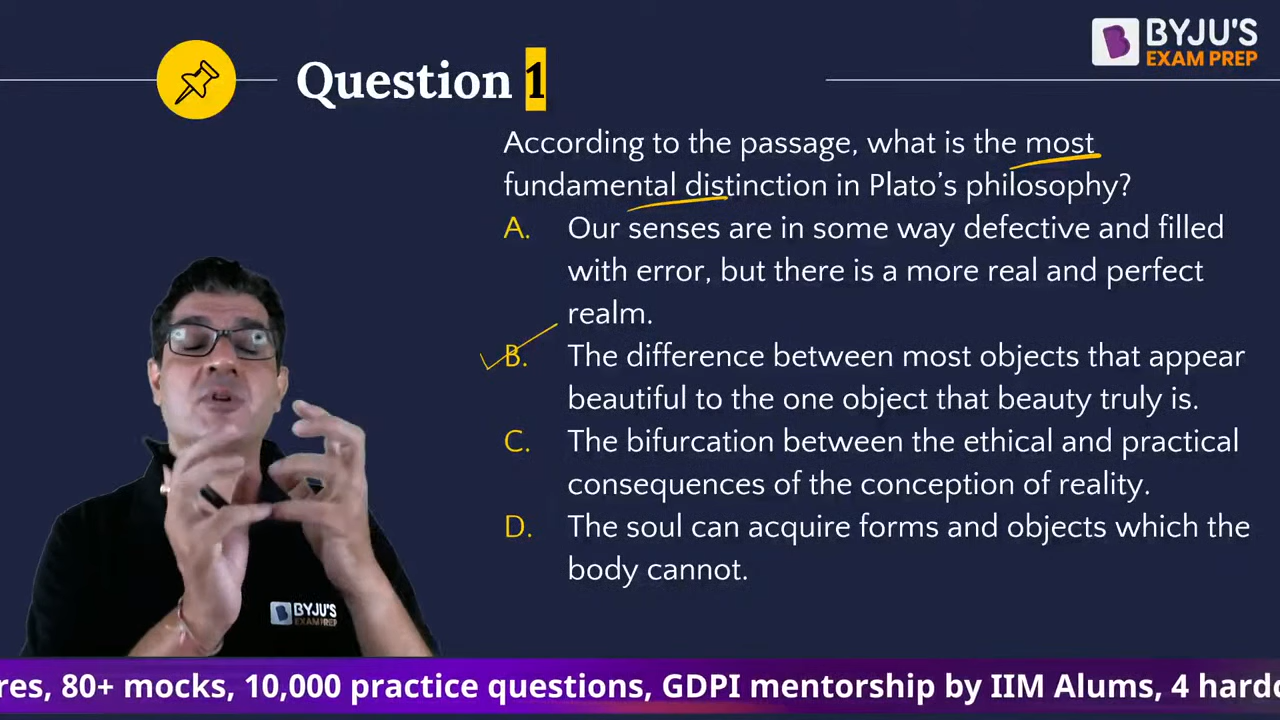 BYJU'S
EXAM PREP
Question 1
According to the passage, what is the most
fundamental distinction in Plato's philosophy?
A. Our senses are in some way defective and filled
with error, but there is a more real and perfect
realm.
B. The difference between most objects that appear
beautiful to the one object that beauty truly is.
C. The bifurcation between the ethical and practical
consequences of the conception of reality.
D. The soul can acquire forms and objects which the
body cannot.
BYJU'S
EXAM PREP
80+ mocks, 10,000 practice questions, GDPI mentorship by IIM Alums, 4